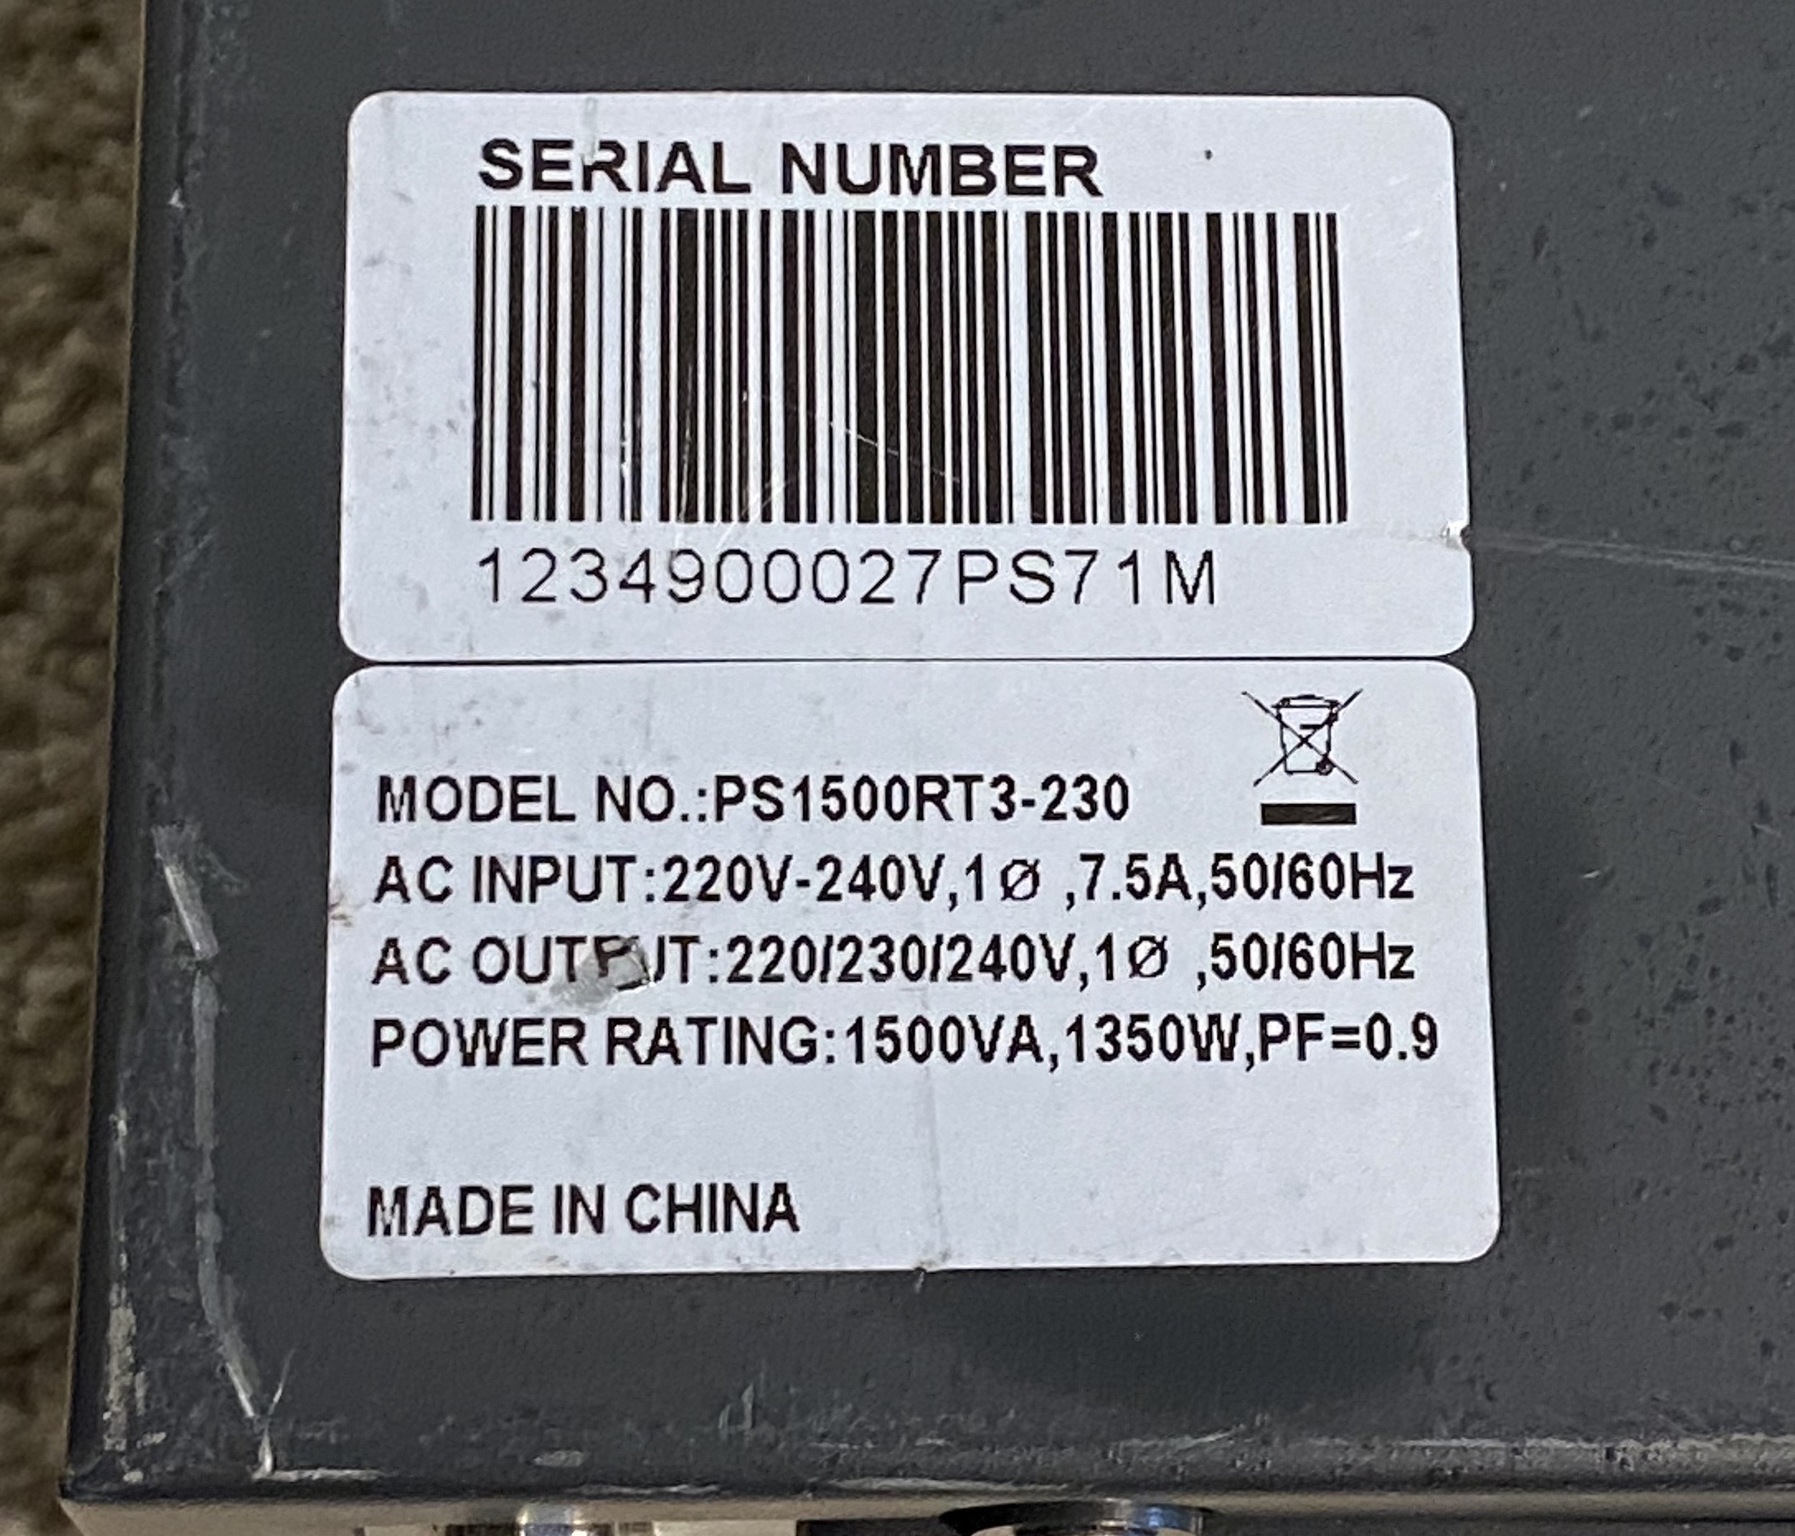 SERIAL NUMBER
1234900027PS71M
MODEL NO.:PS1500RT3-230
AC INPUT:220V-240V,1Ø ,7.5A,50/60Hz
AC OUTPUT:220/230/240V,1Ø ,50/60Hz
POWER RATING:1500VA,1350W,PF=0.9
MADE IN CHINA